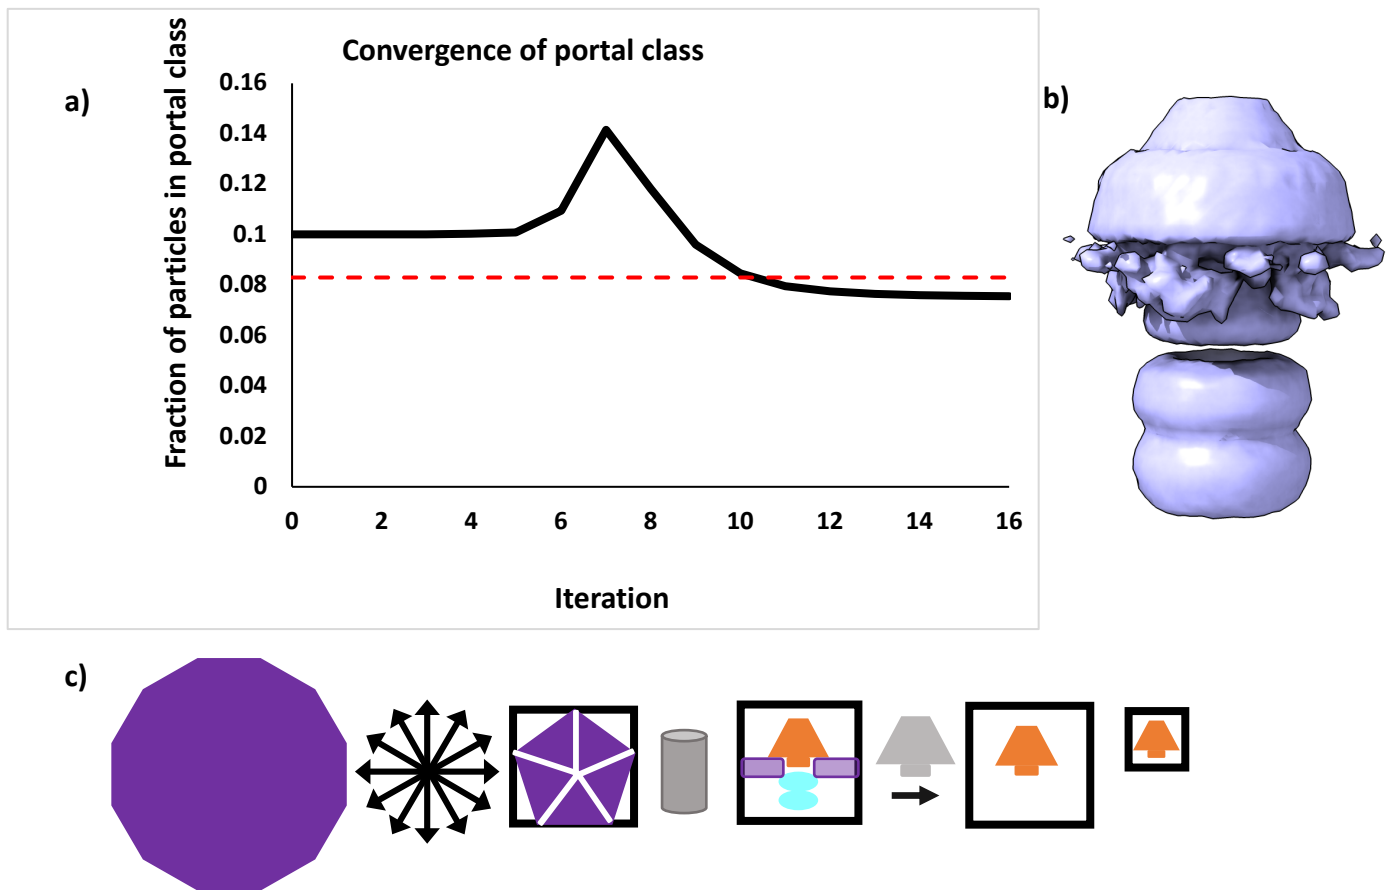 Convergence of portal class
a)
Fraction of particles in portal class
0.16
0.14
0.12
0.1
0.08
0.06
0.04
0.02
0
0 2 4 6 8 10 12 14 16
Iteration
b)
c)